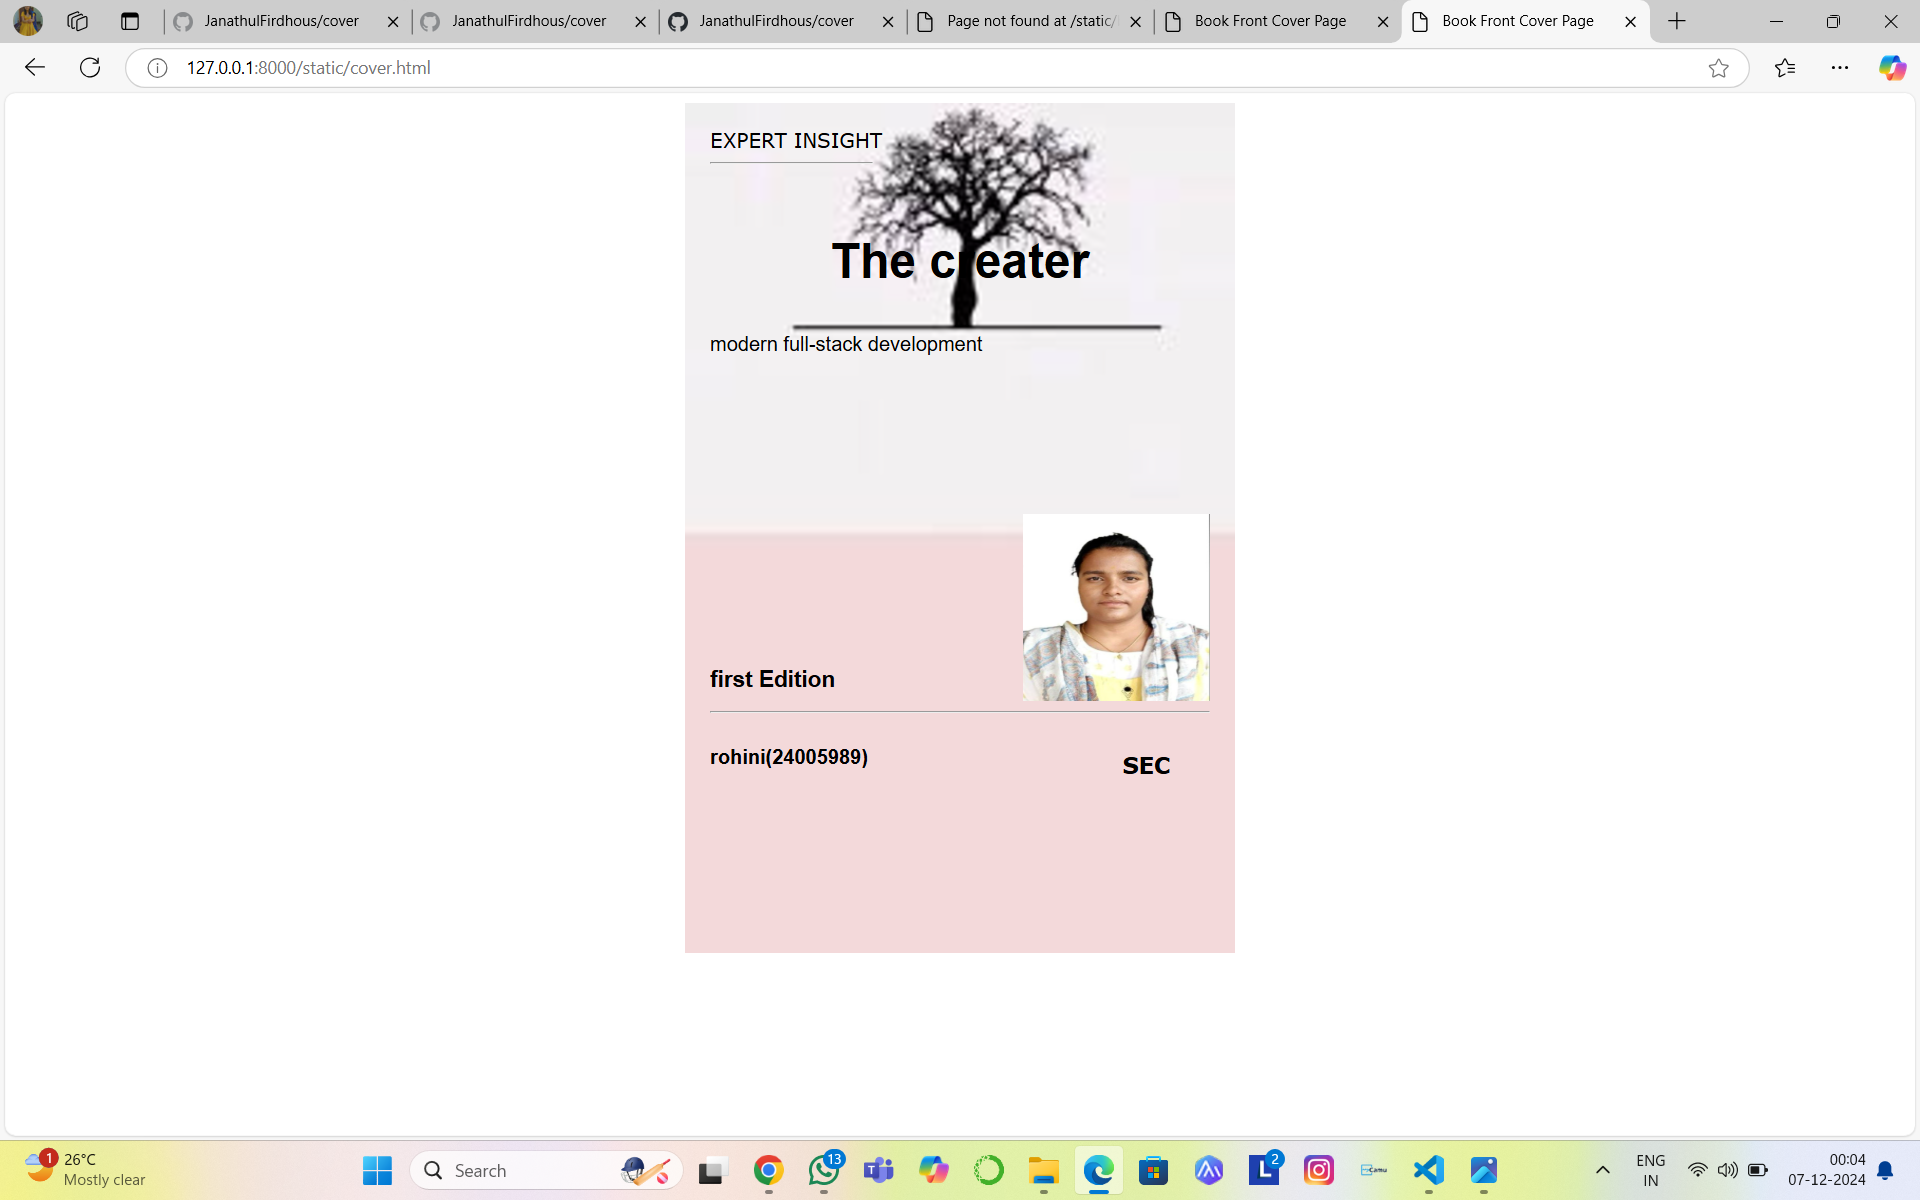 JanathulFirdhous/cover
JanathulFirdhous/cover
JanathulFirdhous/cover
Page not found at /static/
Book Front Cover Page
Book Front Cover Page
127.0.0.1:8000/static/cover.html
EXPERT INSIGHT
The creater
modern full-stack development
first Edition
rohini(24005989)
SEC
1
26°C
Mostly clear
Search
13
T
L
2
Camu
ENG
IN
00:04
07-12-2024